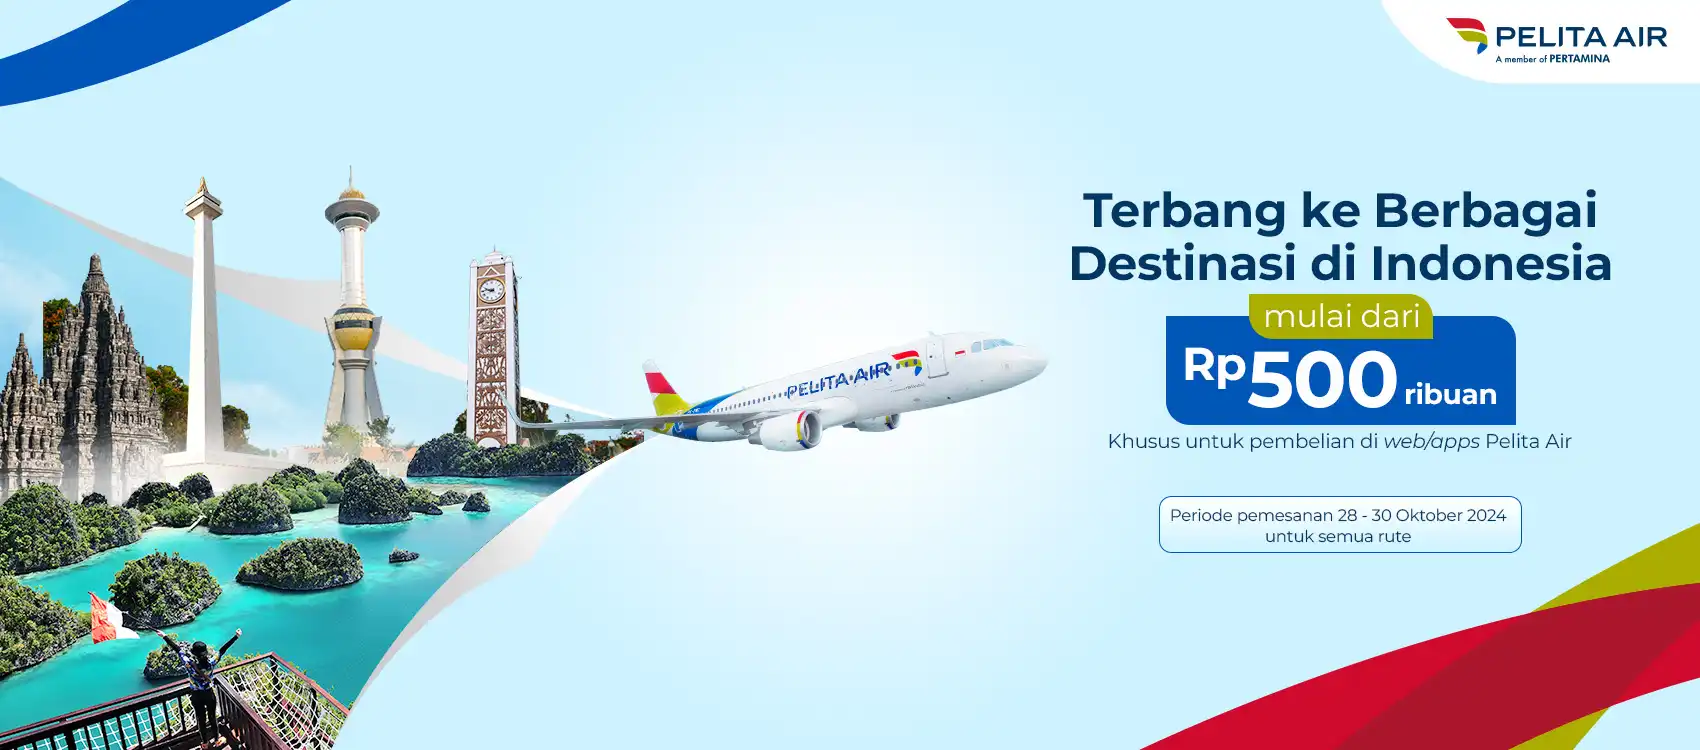 PELITA AIR
A member of PERTAMINA
Terbang ke Berbagai
Destinasi di Indonesia
mulai dari
Rp500 ribuan
Khusus untuk pembelian di web/apps Pelita Air
Periode pemesanan 28 - 30 Oktober 2024
untuk semua rute
PELITA AIR